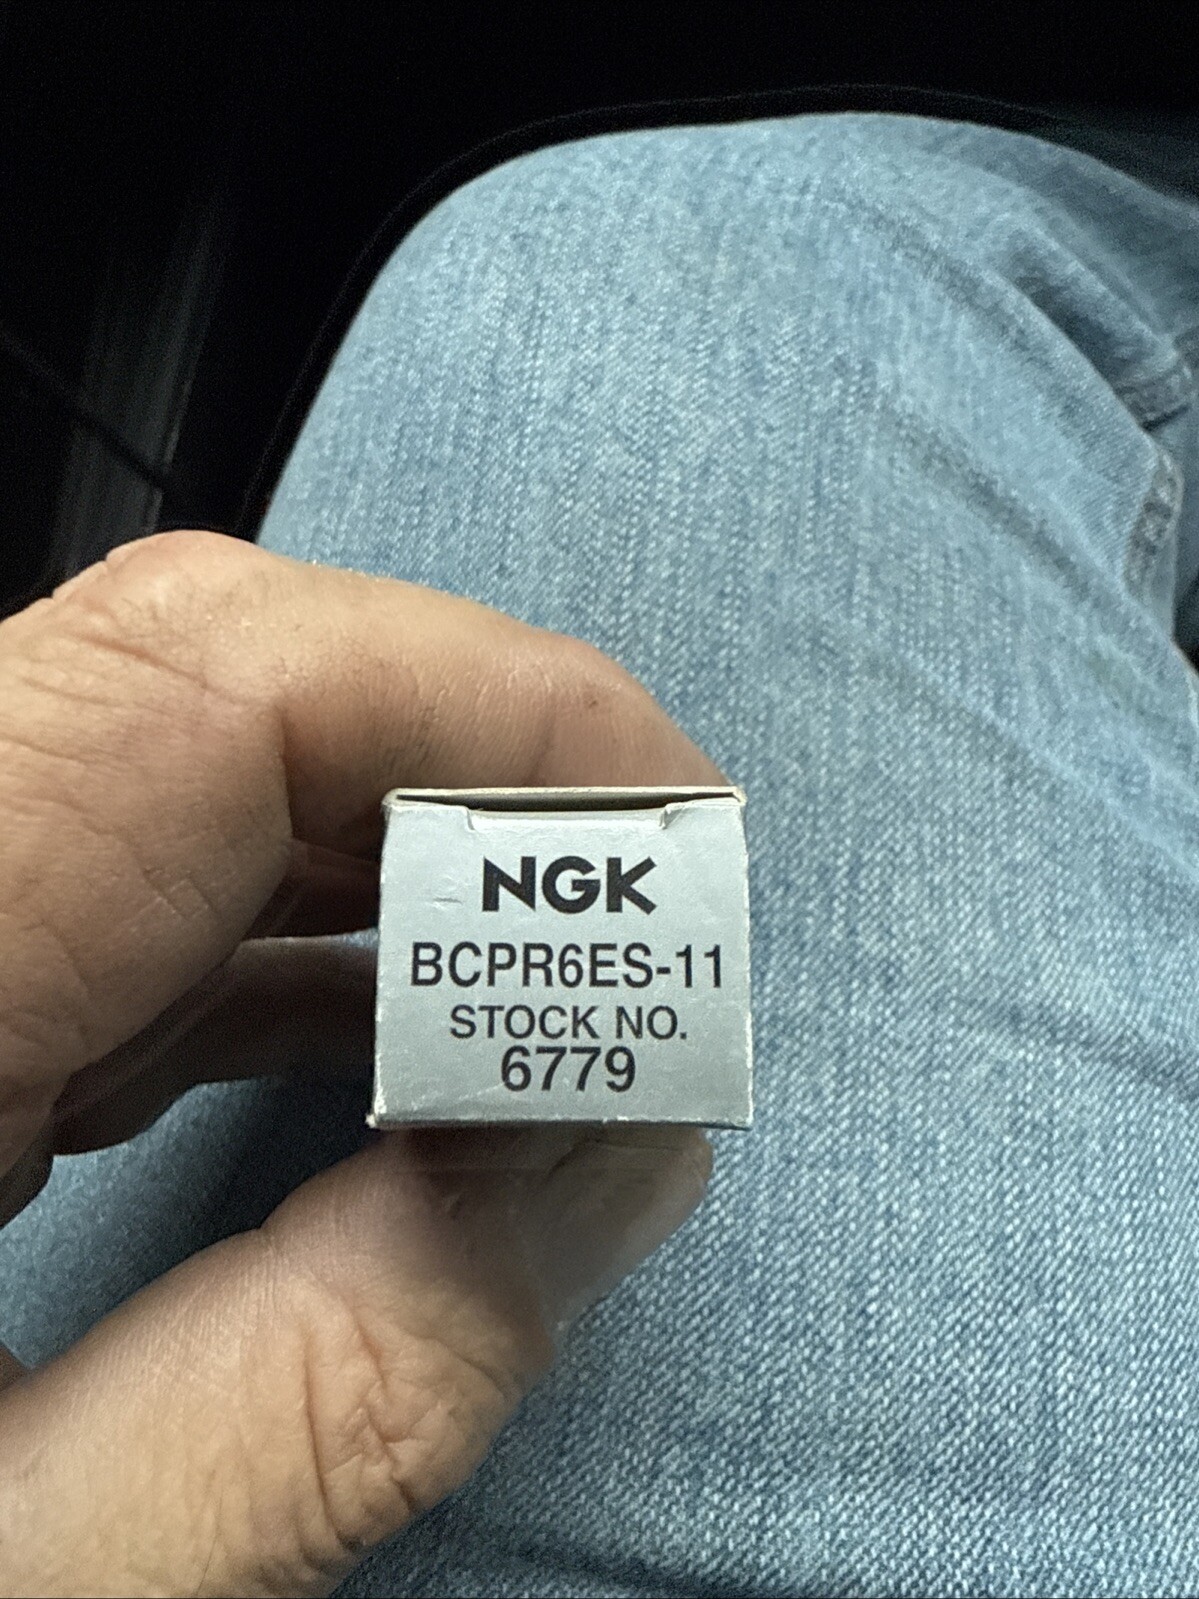 NGK
BCPR6ES-11
STOCK NO.
6779